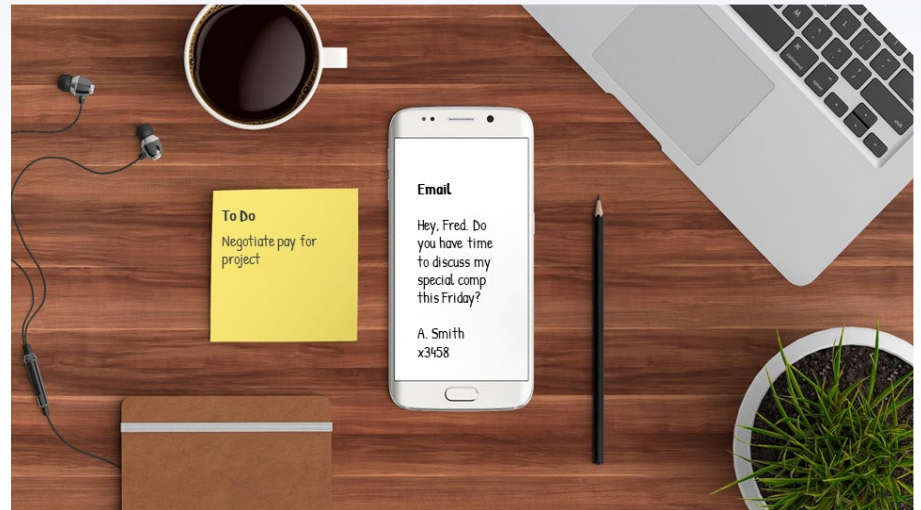 To Do
Negotiate pay for
project
Email
Hey, Fred. Do
you have time
to discuss my
special comp
this Friday?
A. Smith
x3458